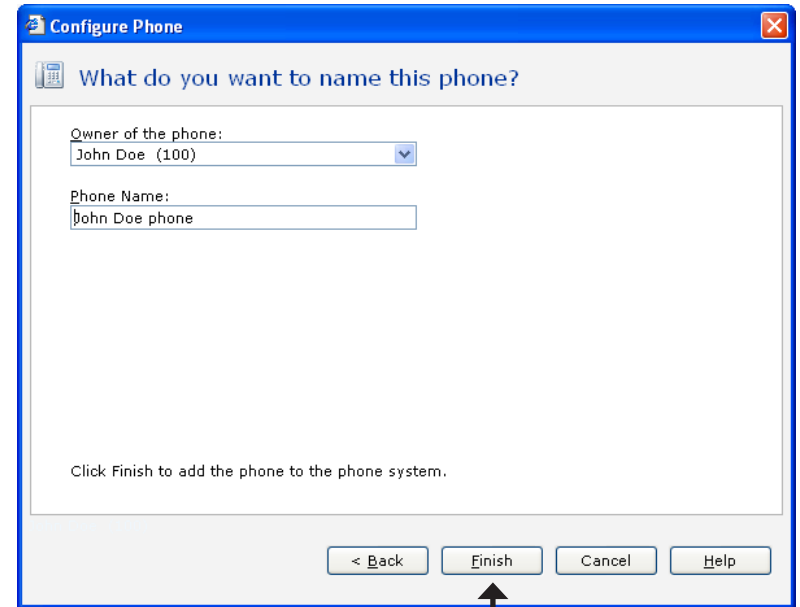 Configure Phone
What do you want to name this phone?
Owner of the phone:
John Doe (100)
Phone Name:
John Doe phone
Click Finish to add the phone to the phone system.
< Back Finish Cancel Help